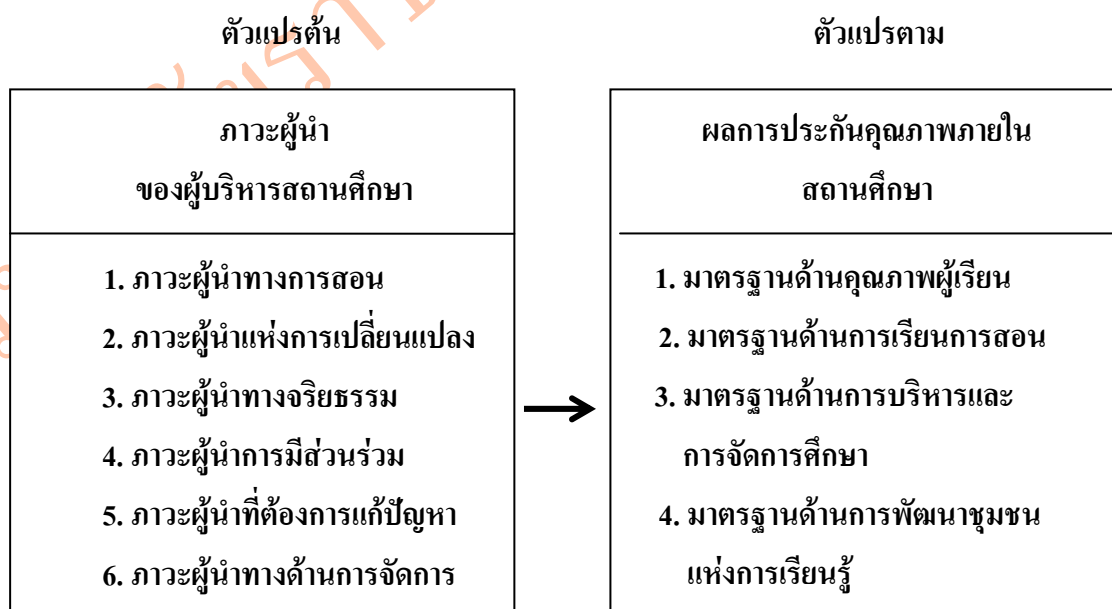 ตัวแปรต้น
ตัวแปรตาม
ภาวะผู้นำ
ของผู้บริหารสถานศึกษา
1. ภาวะผู้นำทางการสอน
2. ภาวะผู้นำแห่งการเปลี่ยนแปลง
3. ภาวะผู้นำทางจริยธรรม
4. ภาวะผู้นำการมีส่วนร่วม
5. ภาวะผู้นำที่ต้องการแก้ปัญหา
6. ภาวะผู้นำทางด้านการจัดการ
ผลการประกันคุณภาพภายใน
สถานศึกษา
1. มาตรฐานด้านคุณภาพผู้เรียน
2. มาตรฐานด้านการเรียนการสอน
3. มาตรฐานด้านการบริหารและ
การจัดการศึกษา
4. มาตรฐานด้านการพัฒนาชุมชน
แห่งการเรียนรู้